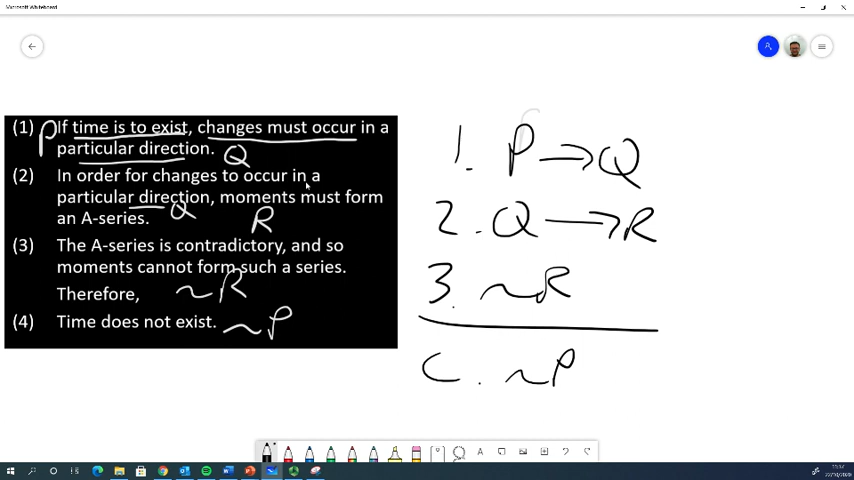 Microsoft Whiteboard
(1) P If time is to exist, changes must occur in a
particular direction. Q
(2) In order for changes to occur in a
particular direction, moments must form
Q
an A-series. R
(3) The A-series is contradictory, and so
moments cannot form such a series.
Therefore, ~R
(4) Time does not exist. ~P
1. P → Q
2. Q → R
3. ~R
C. ~P